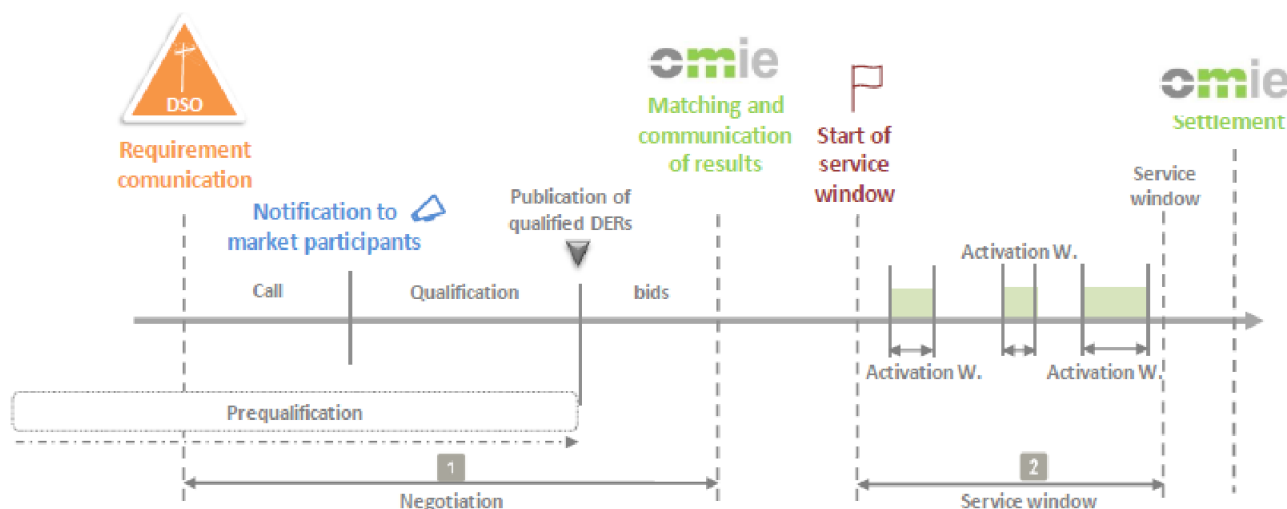 DSO
Requirement
comunication
Notification to
market participants
Publication of
qualified DERs
omie
Matching and
communication
of results
Start of
service
window
omie
Settlement
Service
window
Call
Qualification
bids
Activation W.
Activation W.
Activation W.
Prequalification
1
Negotiation
2
Service window